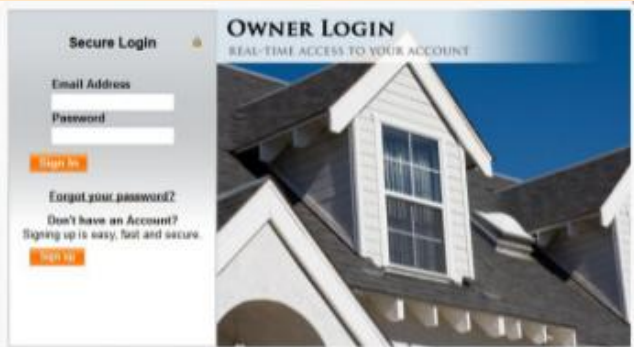 Secure Login
Email Address
Password
Sign In
Forgot your password?
Don't have an Account?
Signing up is easy, fast and secure.
Sign up
OWNER LOGIN
REAL-TIME ACCESS TO YOUR ACCOUNT